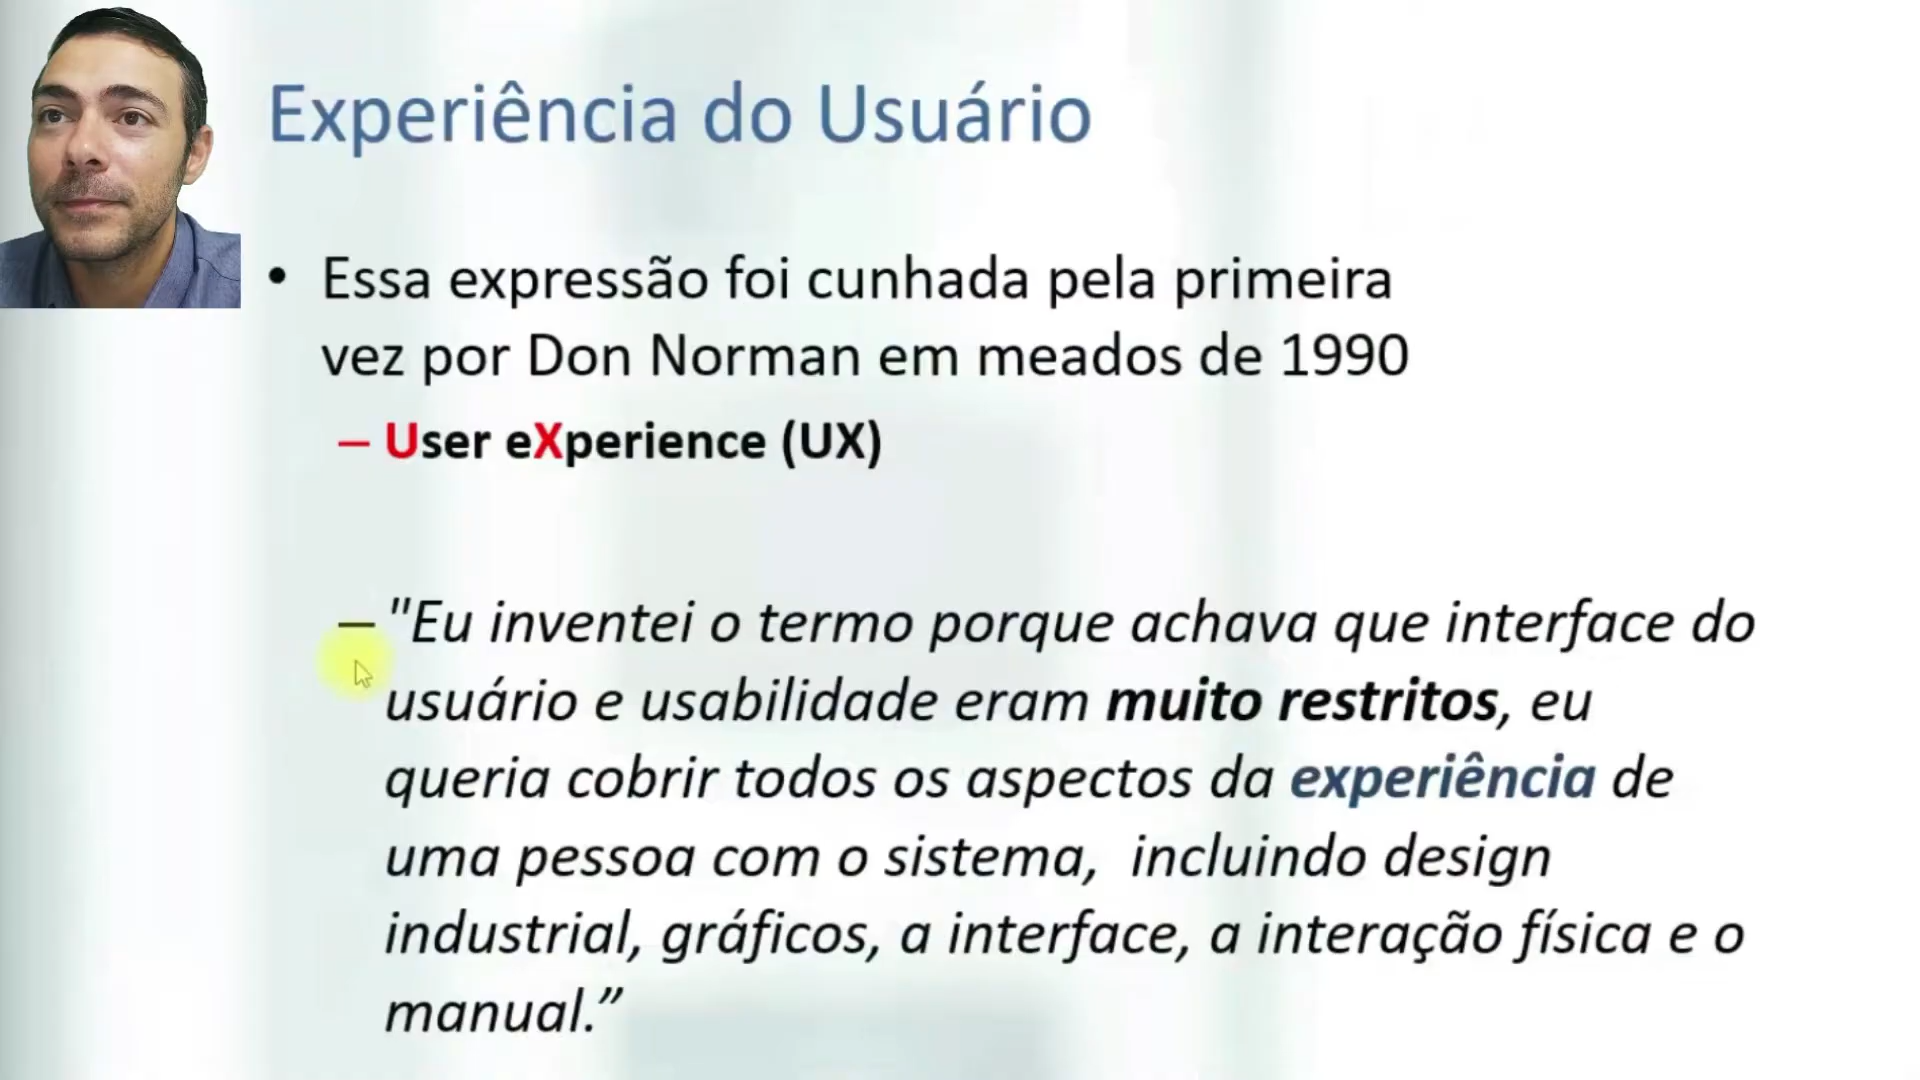 Experiência do Usuário
• Essa expressão foi cunhada pela primeira
vez por Don Norman em meados de 1990
– User eXperience (UX)
– "Eu inventei o termo porque achava que interface do
usuário e usabilidade eram muito restritos, eu
queria cobrir todos os aspectos da experiência de
uma pessoa com o sistema, incluindo design
industrial, gráficos, a interface, a interação física e o
manual.”